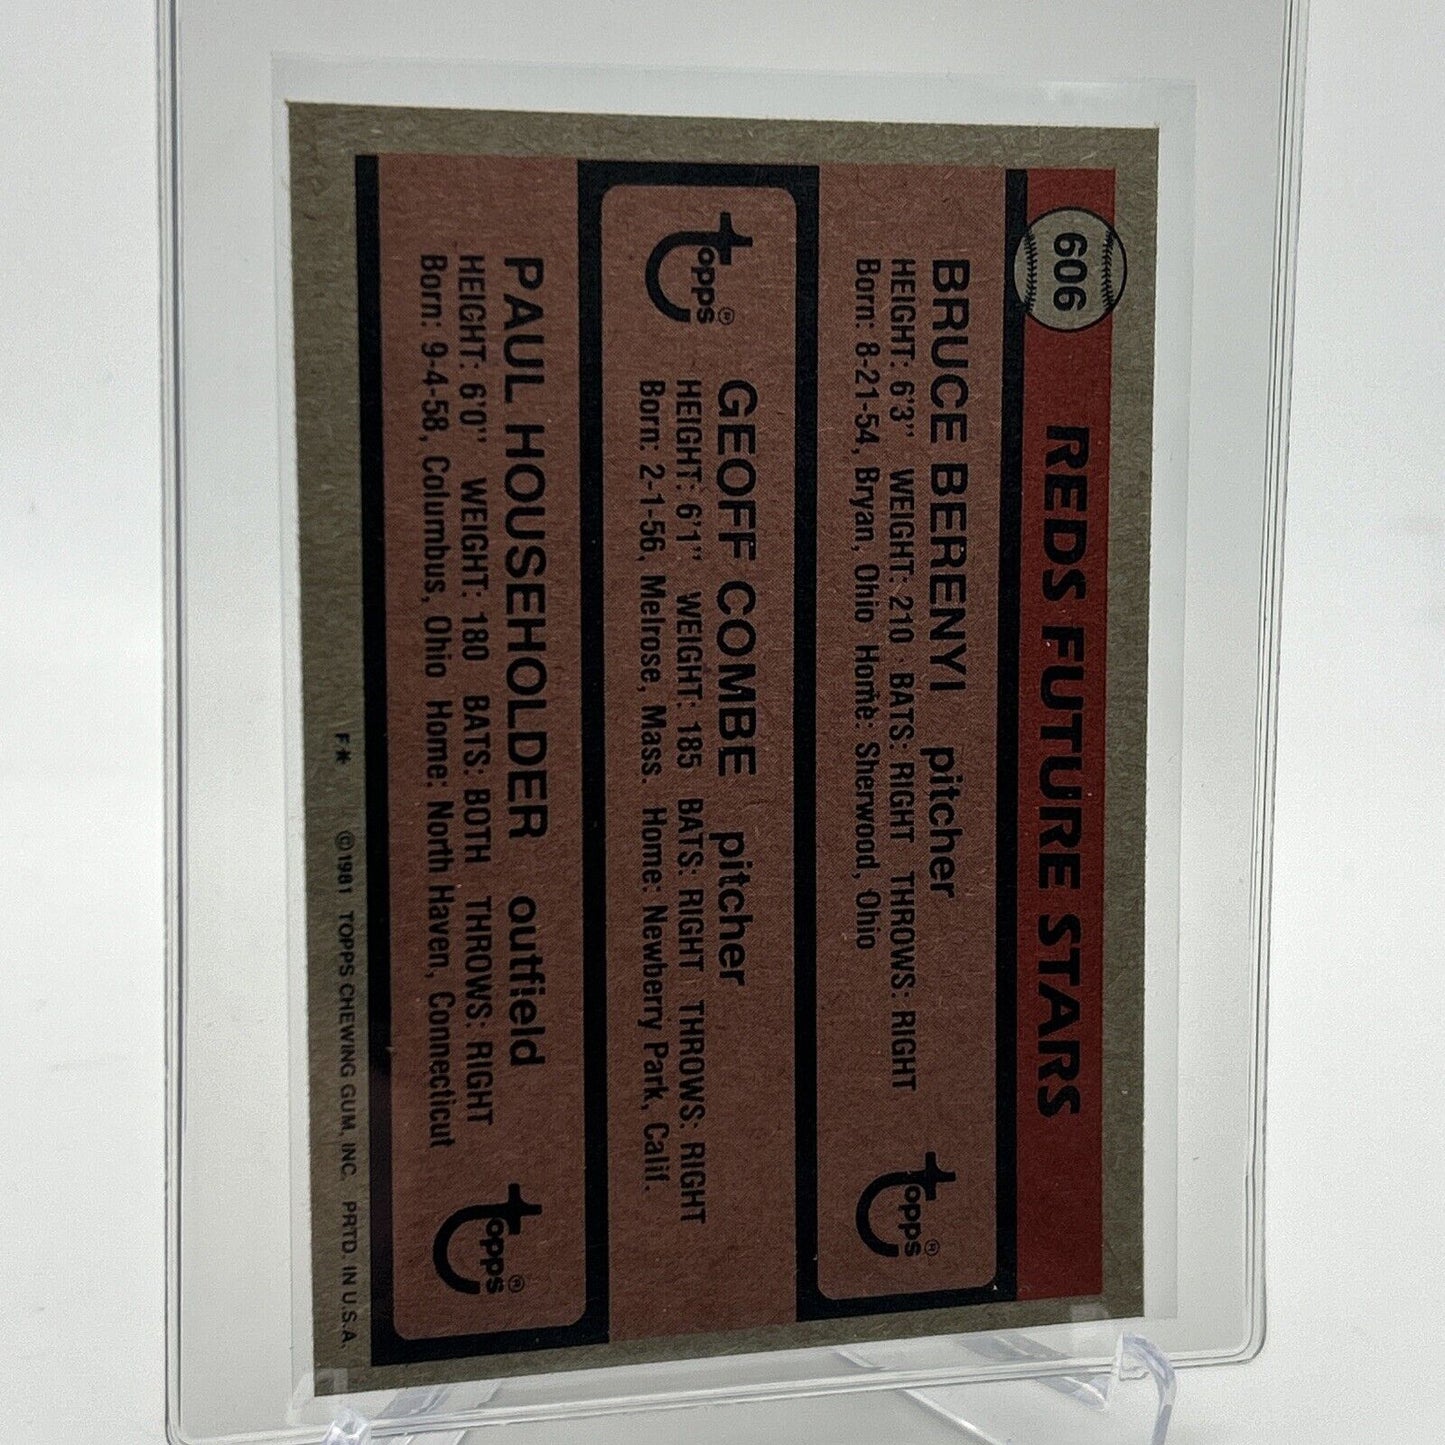 606 REDS FUTURE STARS
BRUCE BERENYI pitcher
HEIGHT: 6'3" WEIGHT: 210 BATS: RIGHT THROWS: RIGHT
Born: 8-21-54, Bryan, Ohio Home: Sherwood, Ohio
topps®
topps®
GEOFF COMBE pitcher
HEIGHT: 6'1" WEIGHT: 185 BATS: RIGHT THROWS: RIGHT
Born: 2-1-56, Melrose, Mass. Home: Newberry Park, Calif.
PAUL HOUSEHOLDER outfield
HEIGHT: 6'0" WEIGHT: 180 BATS: BOTH THROWS: RIGHT
Born: 9-4-58, Columbus, Ohio Home: North Haven, Connecticut
topps®
F* ©1981 TOPPS CHEWING GUM, INC. PRTD. IN U.S.A.